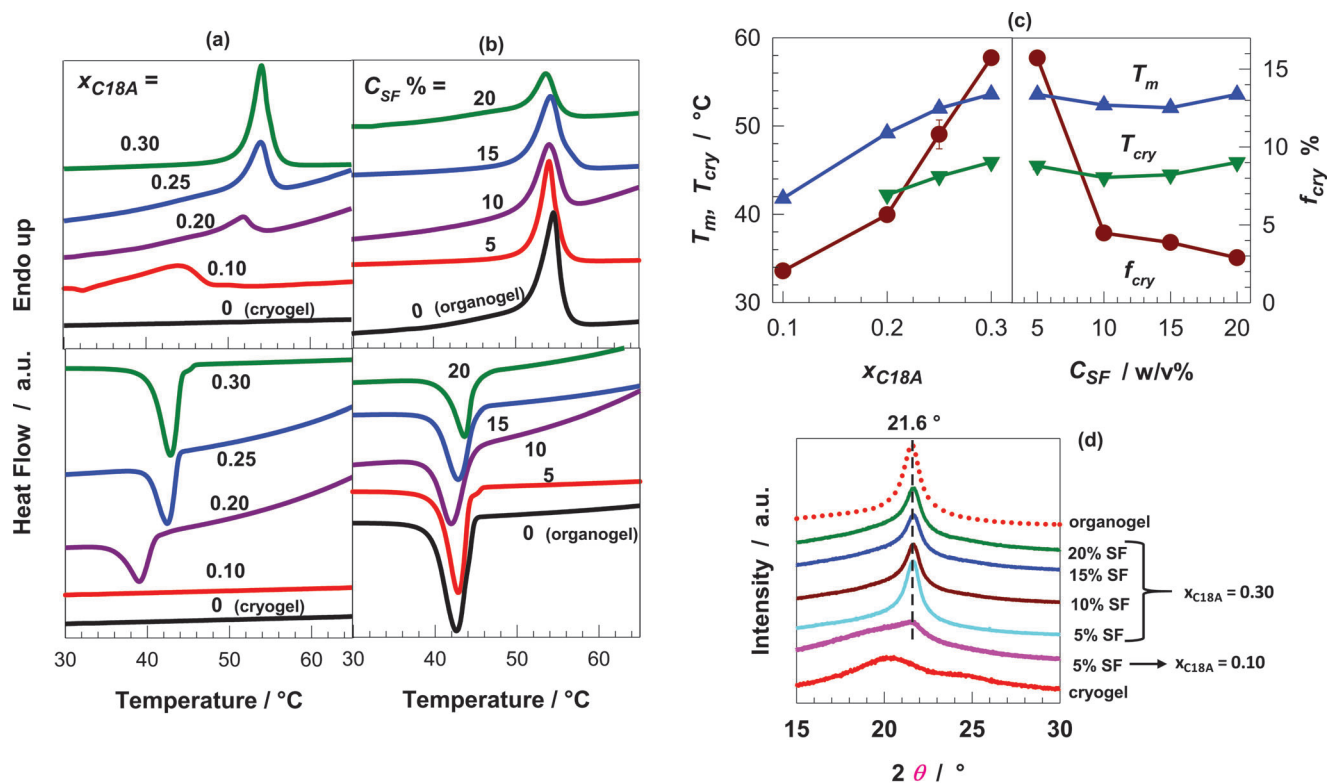 (a)
x_C18A =
0.30
0.25
0.20
0.10
0 (cryogel)
0.30
0.25
0.20
0.10
0 (cryogel)
30 40 50 60
Temperature / °C
Heat Flow / a.u. Endo up
(b)
C_SF % =
20
15
10
5
0 (organogel)
20
15
10
5
0 (organogel)
30 40 50 60
Temperature / °C
(c)
60
50
40
30
T_m, T_cry / °C
T_m
T_cry
f_cry
15
10
5
0
f_cry %
0.1 0.2 0.3
5 10 15 20
x_C18A
C_SF / w/v%
21.6 °
(d)
Intensity / a.u.
organogel
20% SF
15% SF
10% SF
5% SF
x_C18A = 0.30
5% SF
x_C18A = 0.10
cryogel
15 20 25 30
2 θ / °